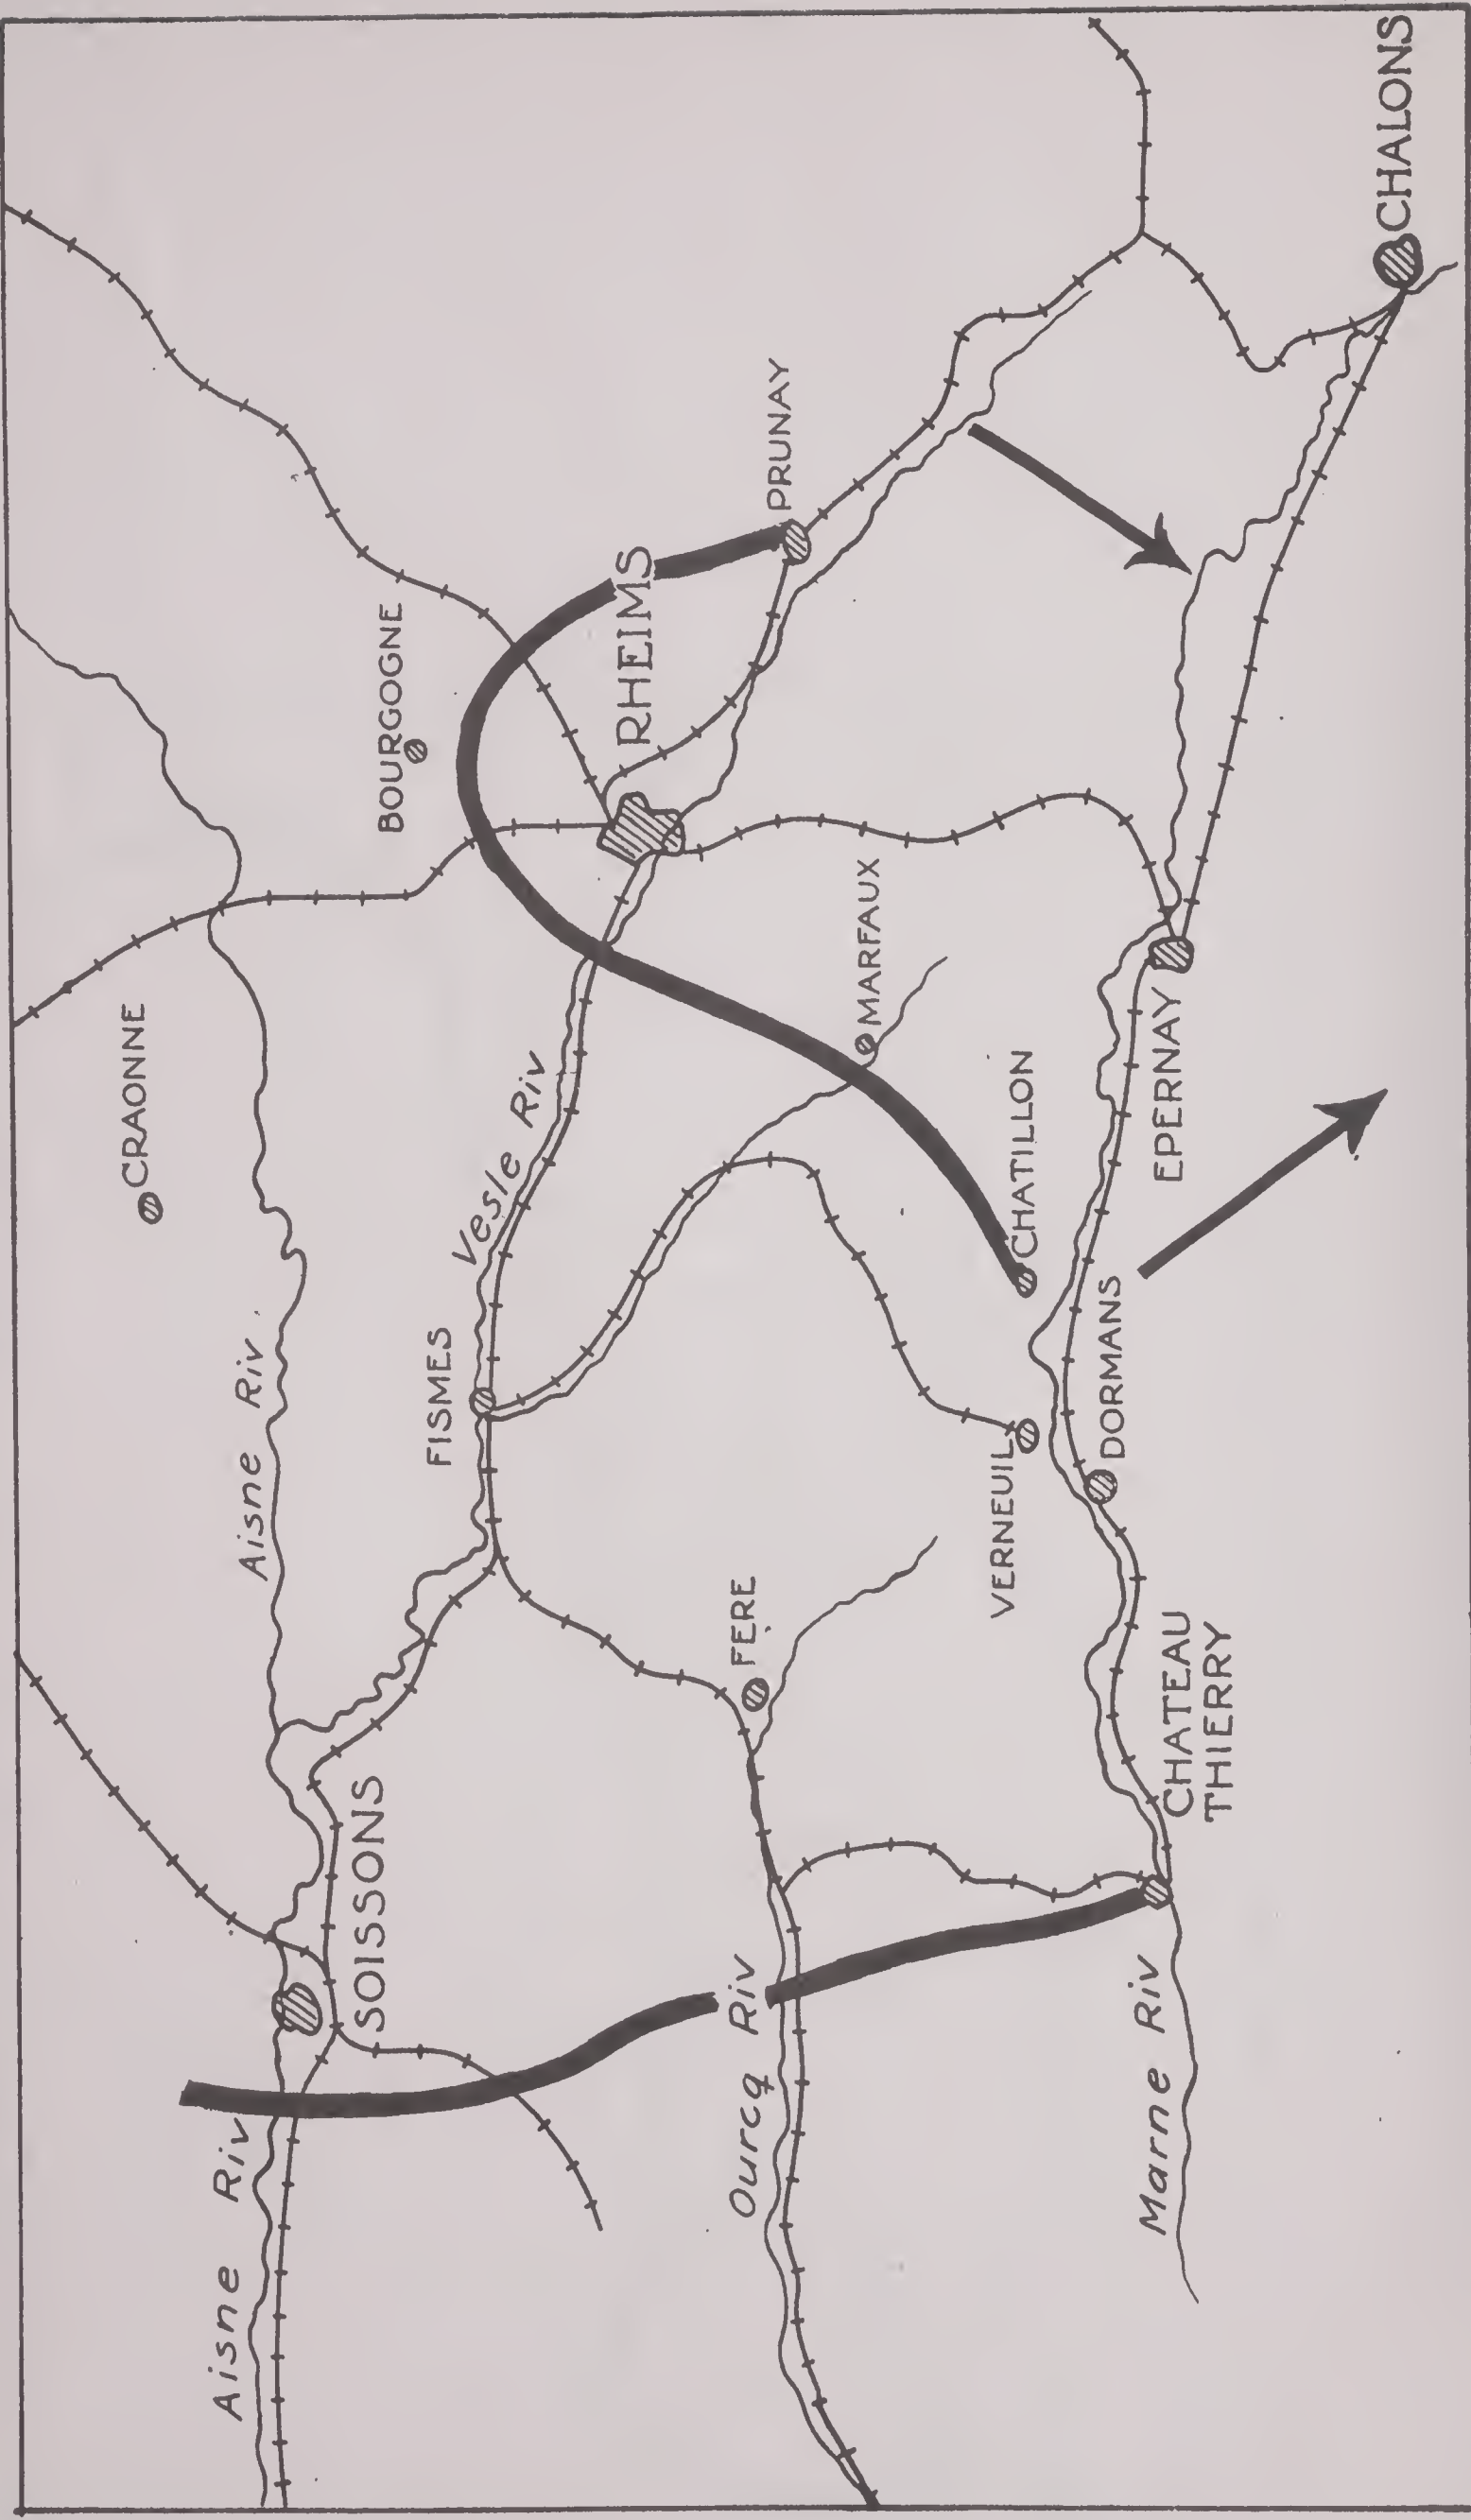 CRAONNE
Aisne Riv.
BOURGOGNE
SOISSONS
Aisne Riv
FISMES
Vesle Riv
RHEIMS
PRUNAY
FERE
MARFAUX
Ourcq Riv
VERNEUIL
CHATILLON
DORMANS
EPERNAY
CHATEAU
THIERRY
Marne Riv
CHALONS